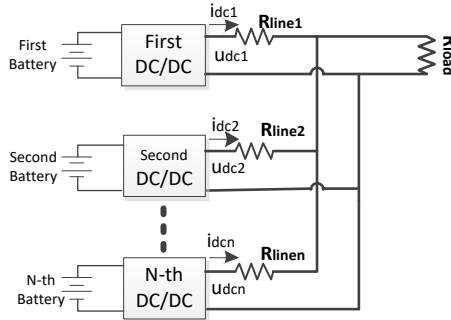 First
Battery
First
DC/DC
idc1
udc1
Rline1
Rload
Second
Battery
Second
DC/DC
idc2
udc2
Rline2
N-th
Battery
N-th
DC/DC
idcn
udcn
Rlinen